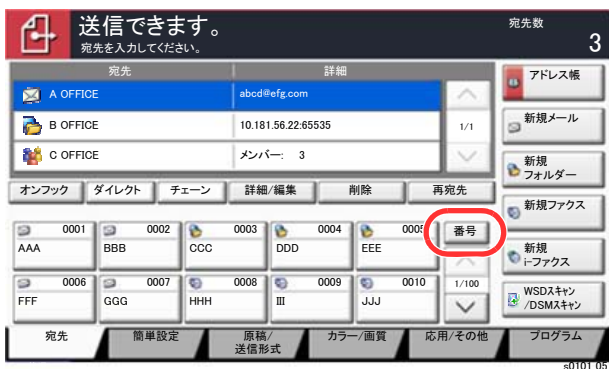 送信できます。
宛先を入力してください。
宛先数
3
宛先 詳細
A OFFICE abcd@efg.com
B OFFICE 10.181.56.22:65535
1/1
C OFFICE メンバー: 3
オンフック ダイレクト チェーン 詳細/編集 削除 再宛先
0001 0002 0003 0004 0005
AAA BBB CCC DDD EEE
番号
0006 0007 0008 0009 0010
FFF GGG HHH III JJJ
1/100
アドレス帳
新規メール
新規
フォルダー
新規ファクス
新規
i-ファクス
WSDスキャン
/DSMスキャン
宛先 簡単設定 原稿/
送信形式 カラー/画質 応用/その他 プログラム
s0101_05